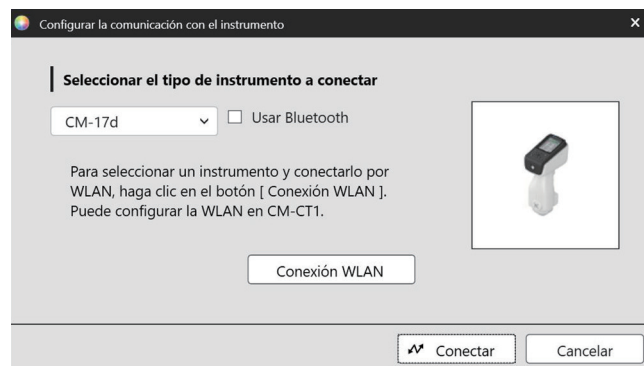 Configurar la comunicación con el instrumento
Seleccionar el tipo de instrumento a conectar
CM-17d
Usar Bluetooth
Para seleccionar un instrumento y conectarlo por
WLAN, haga clic en el botón [ Conexión WLAN ].
Puede configurar la WLAN en CM-CT1.
Conexión WLAN
Conectar
Cancelar